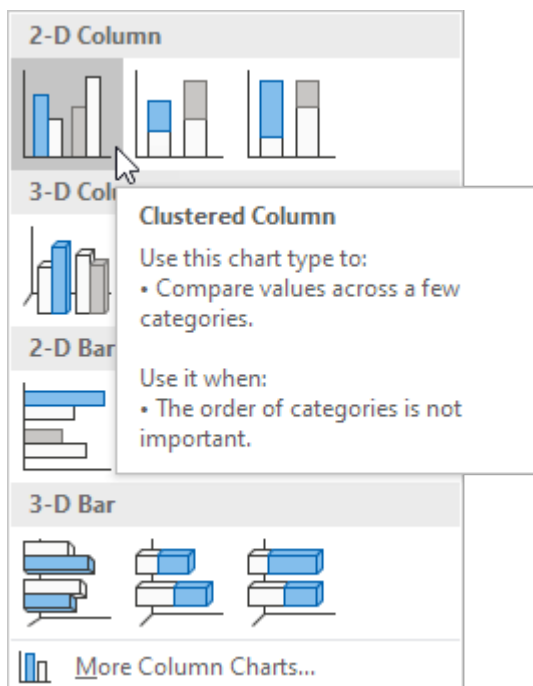 2-D Column
3-D Col
Clustered Column
Use this chart type to:
• Compare values across a few
categories.
Use it when:
• The order of categories is not
important.
2-D Bar
3-D Bar
More Column Charts...